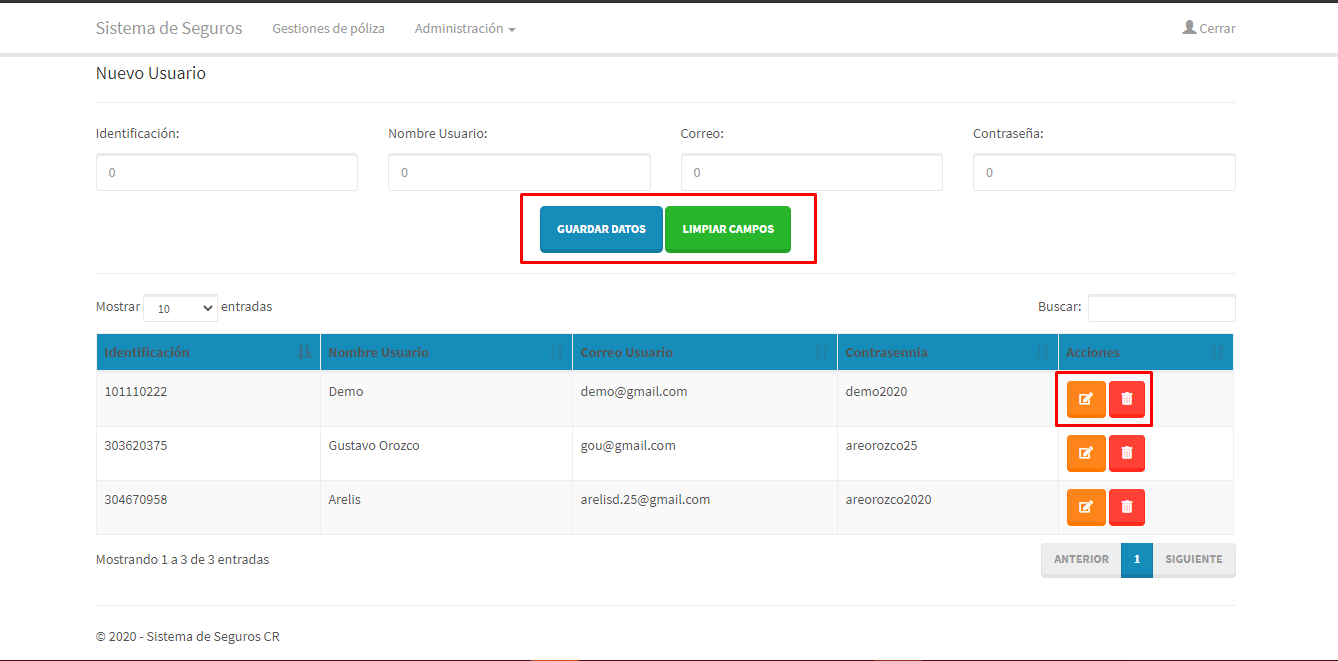 Sistema de Seguros Gestiones de póliza Administración Cerrar
Nuevo Usuario
Identificación: Nombre Usuario: Correo: Contraseña:
0 0 0 0
GUARDAR DATOS LIMPIAR CAMPOS
Mostrar 10 entradas Buscar:
Identificación Nombre Usuario Correo Usuario Contrasennia Acciones
101110222 Demo demo@gmail.com demo2020
303620375 Gustavo Orozco gou@gmail.com areorozco25
304670958 Arelis arelisd.25@gmail.com areorozco2020
Mostrando 1 a 3 de 3 entradas ANTERIOR 1 SIGUIENTE
© 2020 - Sistema de Seguros CR